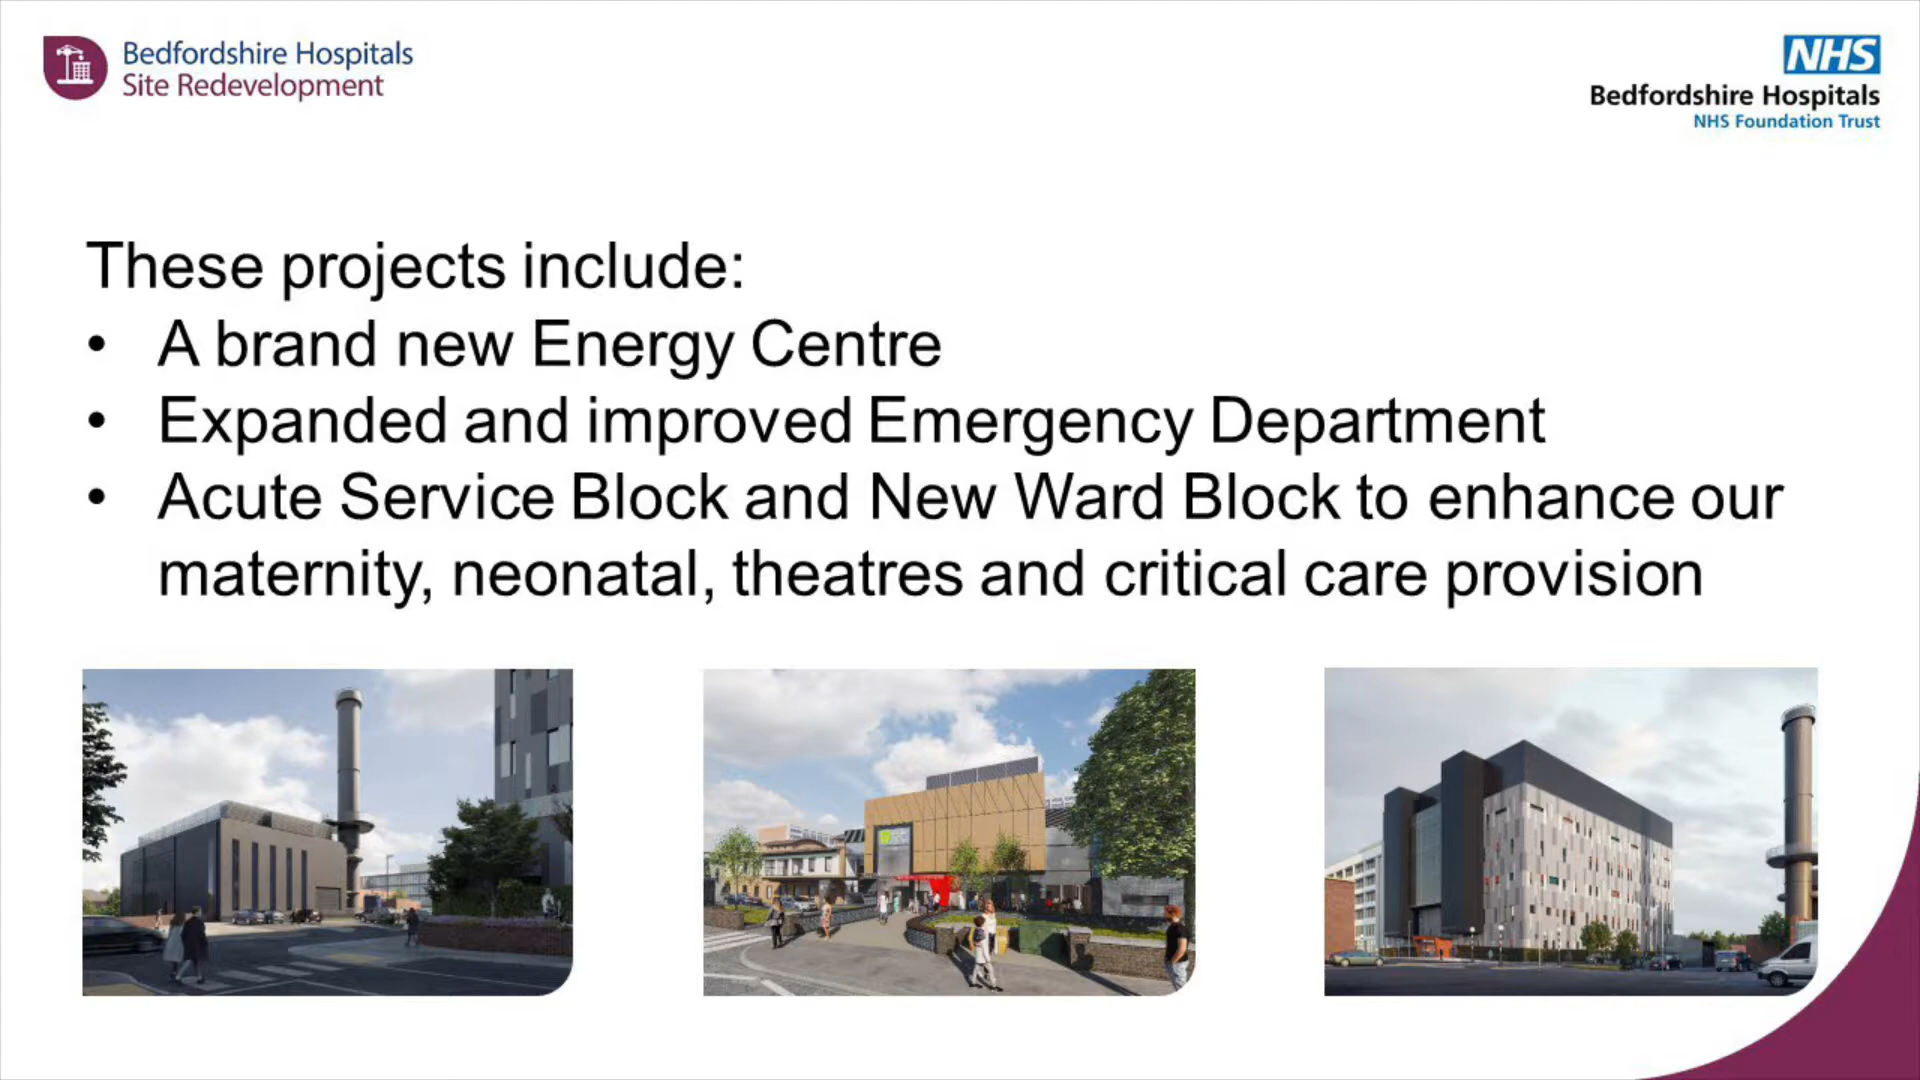 Bedfordshire Hospitals
Site Redevelopment
NHS
Bedfordshire Hospitals
NHS Foundation Trust
These projects include:
• A brand new Energy Centre
• Expanded and improved Emergency Department
• Acute Service Block and New Ward Block to enhance our
maternity, neonatal, theatres and critical care provision